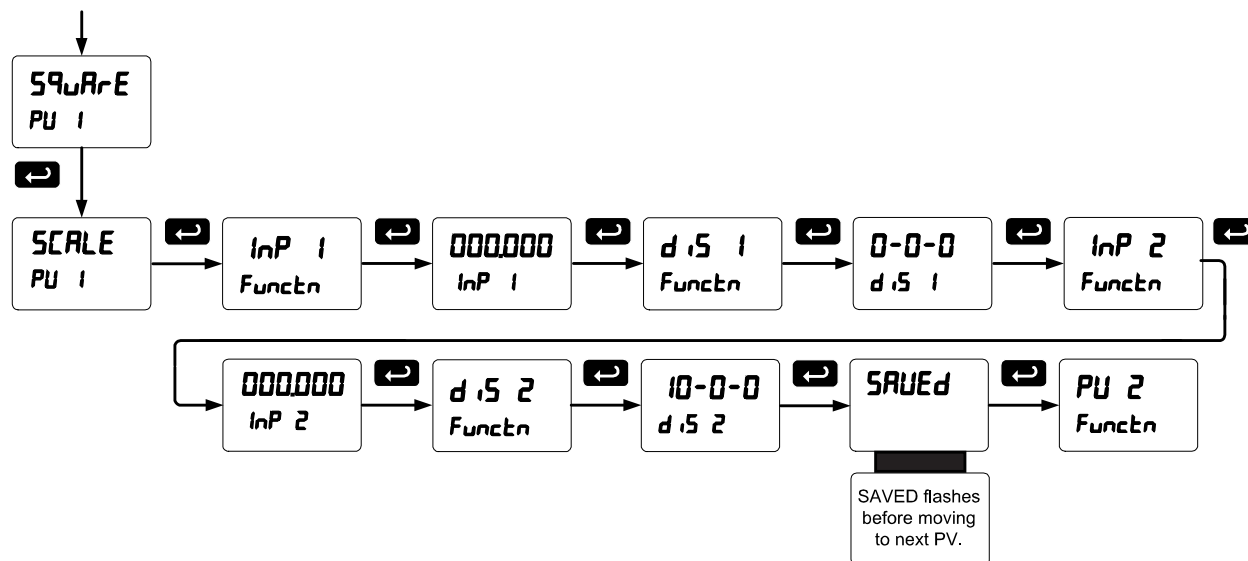 SquArE
PV 1
SCALE
PV 1
InP 1
Functn
000.000
InP 1
diS 1
Functn
0-0-0
diS 1
InP 2
Functn
000.000
InP 2
diS 2
Functn
10-0-0
diS 2
SAVEd
PV 2
Functn
SAVED flashes
before moving
to next PV.